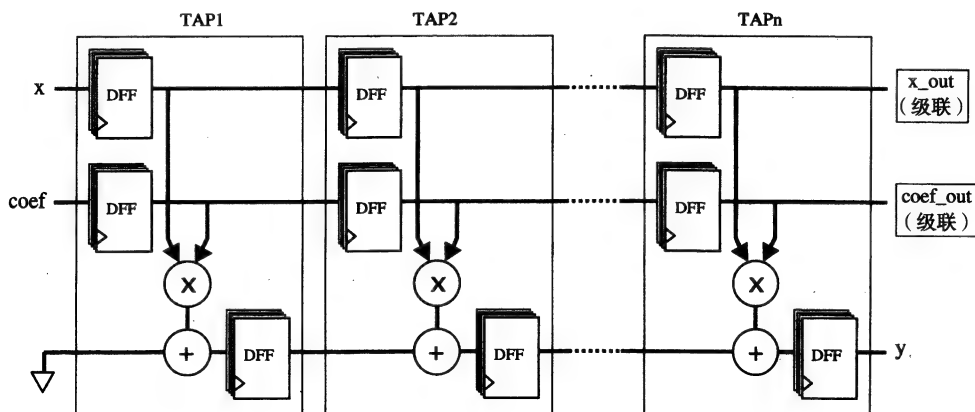 TAP1 TAP2 TAPn
x DFF DFF DFF x_out
(级联)
coef DFF DFF DFF coef_out
(级联)
X X X
+ DFF + DFF + DFF y